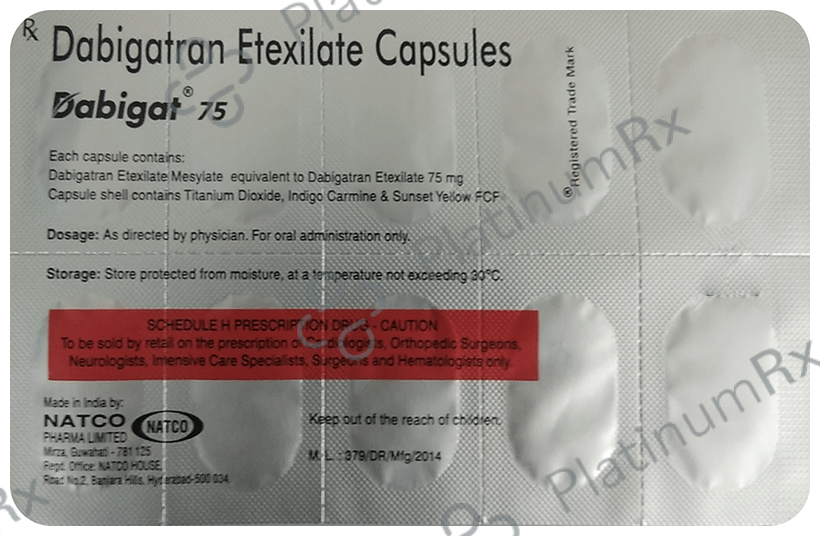 Rx
Dabigatran Etexilate Capsules
Dabigat® 75
Each capsule contains:
Dabigatran Etexilate Mesylate equivalent to Dabigatran Etexilate 75 mg
Capsule shell contains Titanium Dioxide, Indigo Carmine & Sunset Yellow FCF
Dosage: As directed by physician. For oral administration only.
Storage: Store protected from moisture, at a temperature not exceeding 30°C.
SCHEDULE H PRESCRIPTION DRUG - CAUTION
To be sold by retail on the prescription of Cardiologists, Orthopedic Surgeons,
Neurologists, Intensive Care Specialists, Surgeons and Hematologists only.
Made in India by:
NATCO
PHARMA LIMITED
Mirza, Guwahati - 781 125
Regd. Office: NATCO HOUSE,
Road No.2, Banjara Hills, Hyderabad-500 034.
NATCO
Keep out of the reach of children.
M. L. : 379/DR/Mfg/2014
®Registered Trade Mark
PlatinumRx
PlatinumRx
PlatinumRx
Rx